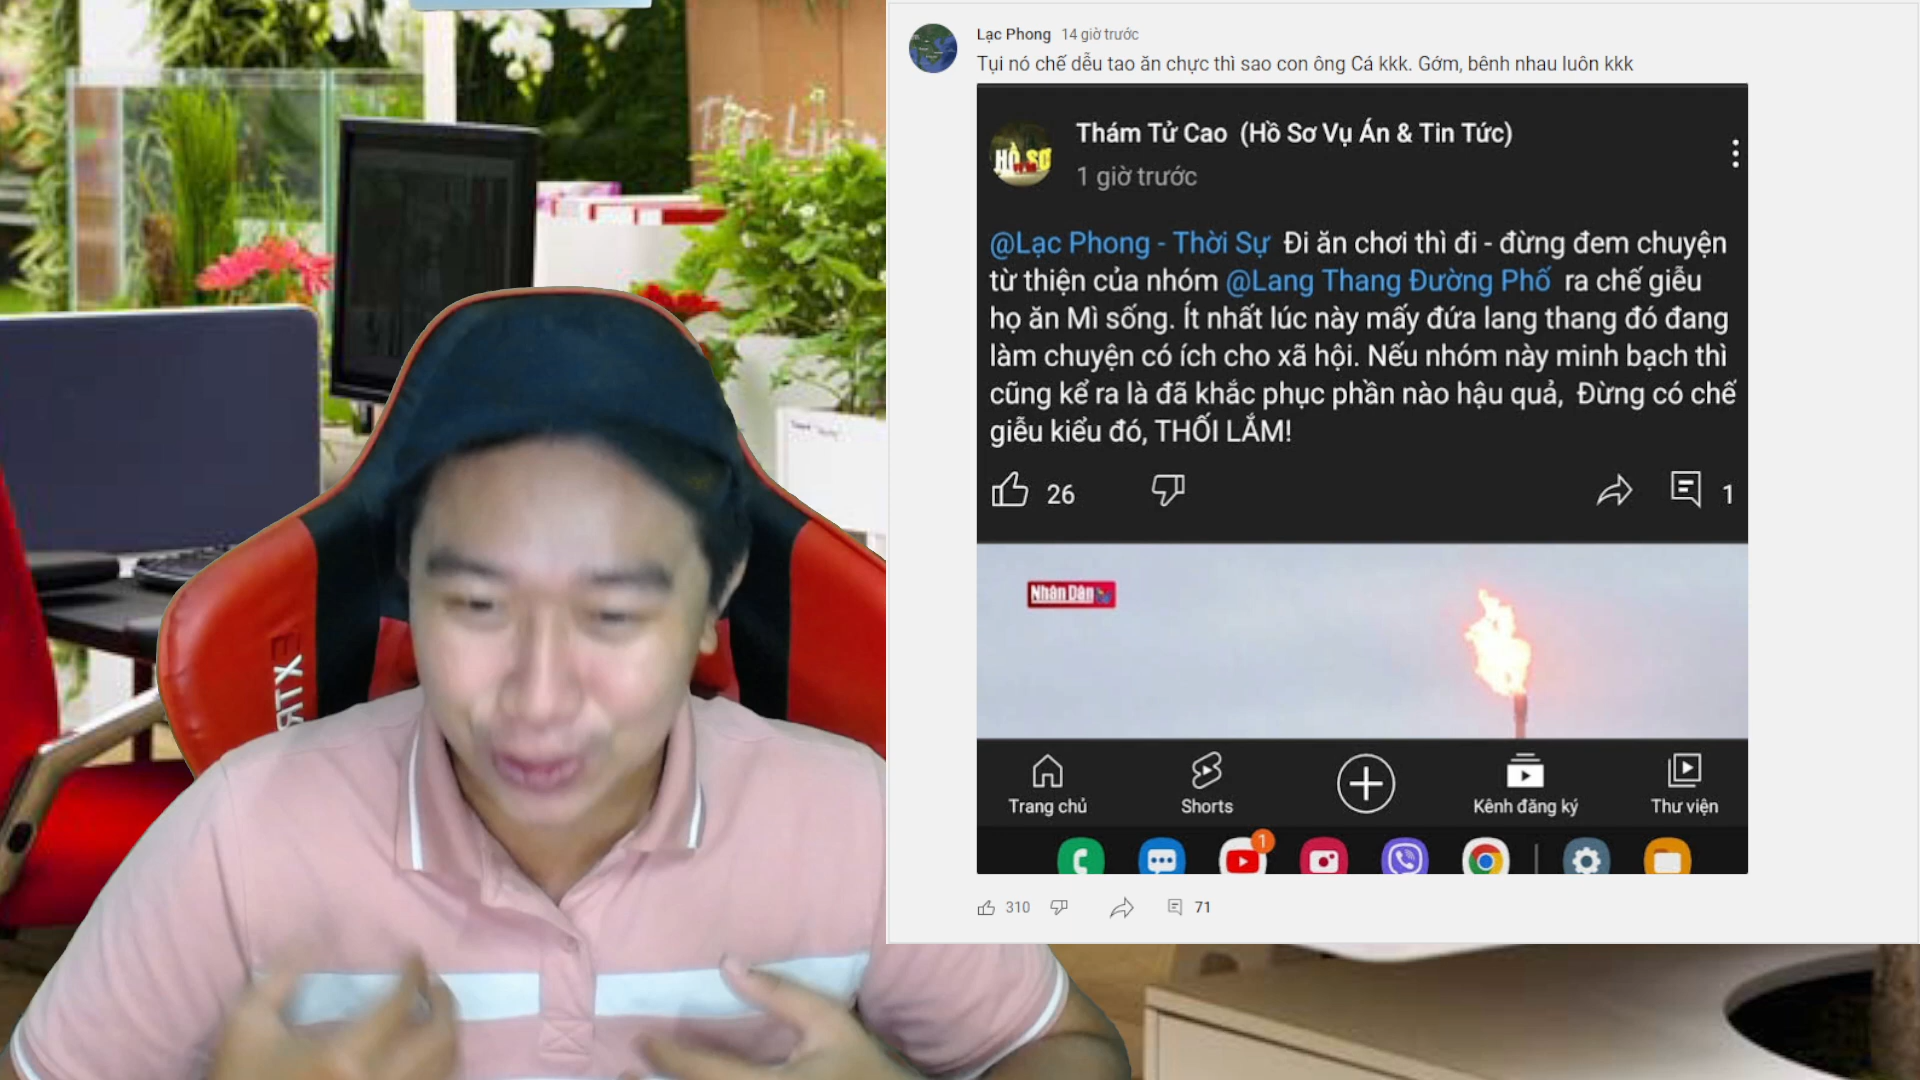 Lạc Phong 14 giờ trước
Tụi nó chế dễu tao ăn chực thì sao con ông Cá kkk. Gớm, bênh nhau luôn kkk
Thám Tử Cao (Hồ Sơ Vụ Án & Tin Tức)
HỒ SƠ
1 giờ trước
@Lạc Phong - Thời Sự Đi ăn chơi thì đi - đừng đem chuyện
từ thiện của nhóm @Lang Thang Đường Phố ra chế giễu
họ ăn Mì sống. Ít nhất lúc này mấy đứa lang thang đó đang
làm chuyện có ích cho xã hội. Nếu nhóm này minh bạch thì
cũng kể ra là đã khắc phục phần nào hậu quả, Đừng có chế
giễu kiểu đó, THỐI LẮM!
26
1
Nhân Dân
Trang chủ
Shorts
Kênh đăng ký
Thư viện
1
310
71